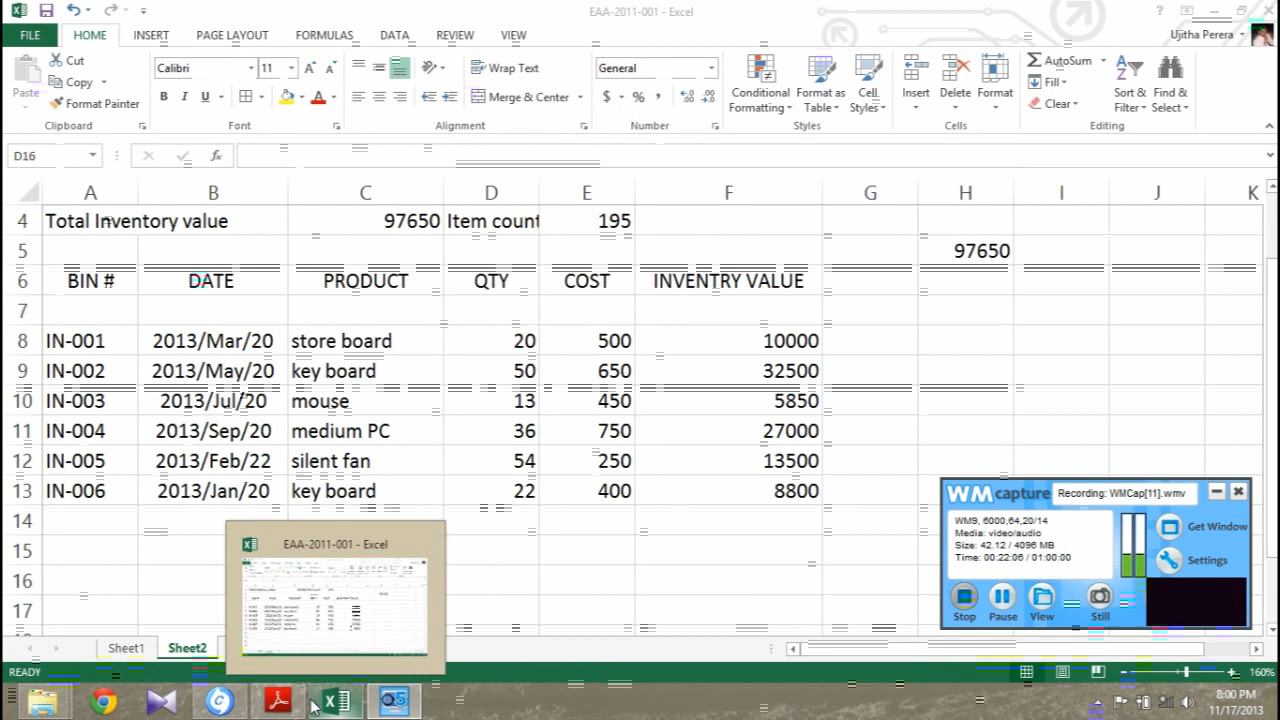 EAA-2011-001 - Excel
FILE HOME INSERT PAGE LAYOUT FORMULAS DATA REVIEW VIEW Ujitha Perera
Paste Cut Copy Format Painter Clipboard
Calibri 11 B I U Font
Wrap Text Merge & Center Alignment
General $ % , Number
Conditional Formatting Format as Table Cell Styles Styles
Insert Delete Format Cells
AutoSum Fill Clear Sort & Filter Find & Select Editing
D16 fx
A B C D E F G H I J K
4 Total Inventory value 97650 Item count 195
5 97650
6 BIN # DATE PRODUCT QTY COST INVENTRY VALUE
7
8 IN-001 2013/Mar/20 store board 20 500 10000
9 IN-002 2013/May/20 key board 50 650 32500
10 IN-003 2013/Jul/20 mouse 13 450 5850
11 IN-004 2013/Sep/20 medium PC 36 750 27000
12 IN-005 2013/Feb/22 silent fan 54 250 13500
13 IN-006 2013/Jan/20 key board 22 400 8800
14
15
16
17
EAA-2011-001 - Excel
WM capture Recording: WMCap[11].wmv
WM9, 6000,64,20/14
Media: video/audio
Size: 42.12 / 4096 MB
Time: 00:22:06 / 01:00:00
Get Window
Settings
Stop Pause View Still
Sheet1 Sheet2
READY 160%
8:00 PM
11/17/2013